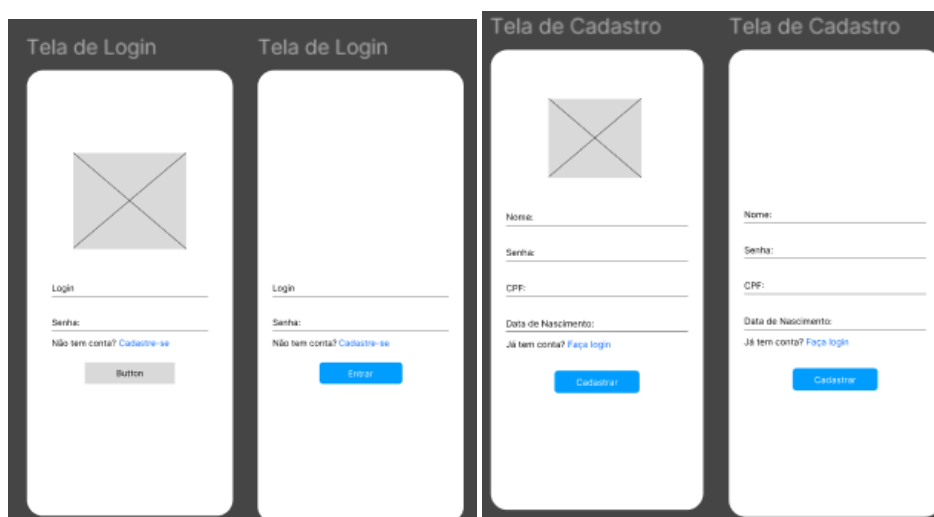 Tela de Login
Login
Senha:
Não tem conta? Cadastre-se
Button
Tela de Login
Login
Senha:
Não tem conta? Cadastre-se
Entrar
Tela de Cadastro
Nome:
Senha:
CPF:
Data de Nascimento:
Já tem conta? Faça login
Cadastrar
Tela de Cadastro
Nome:
Senha:
CPF:
Data de Nascimento:
Já tem conta? Faça login
Cadastrar